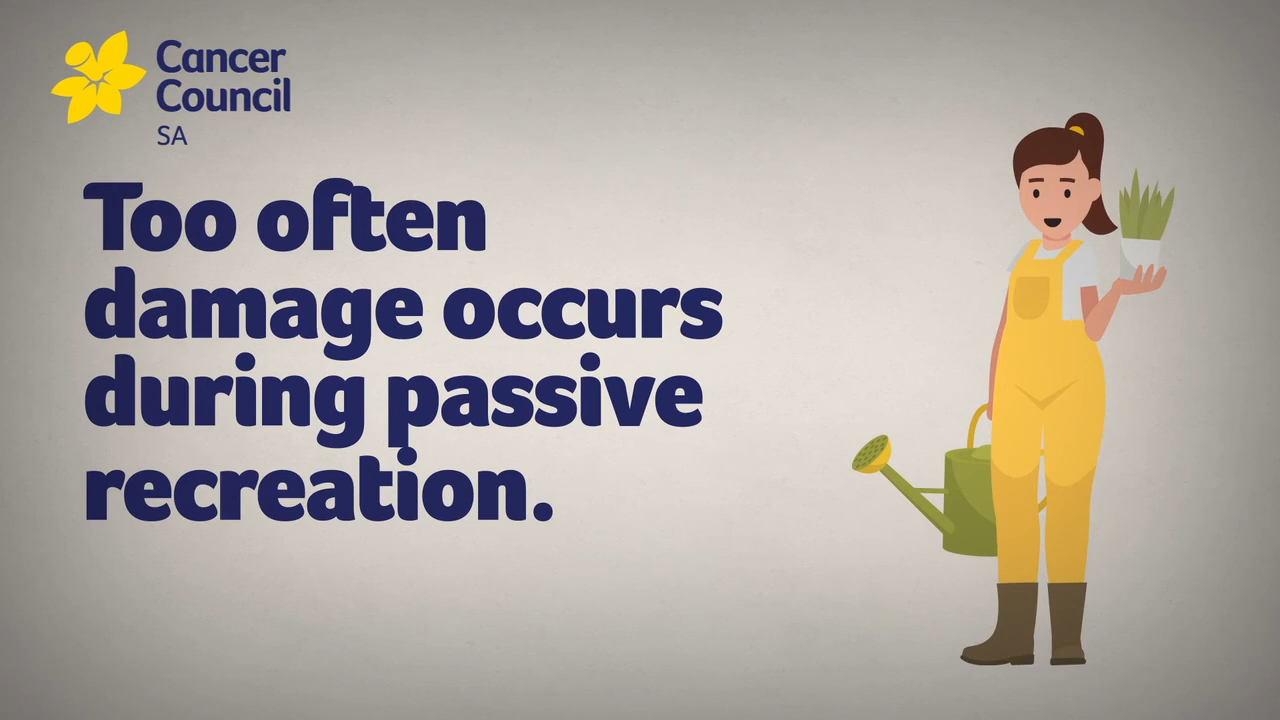 Cancer
Council
SA
Too often
damage occurs
during passive
recreation.